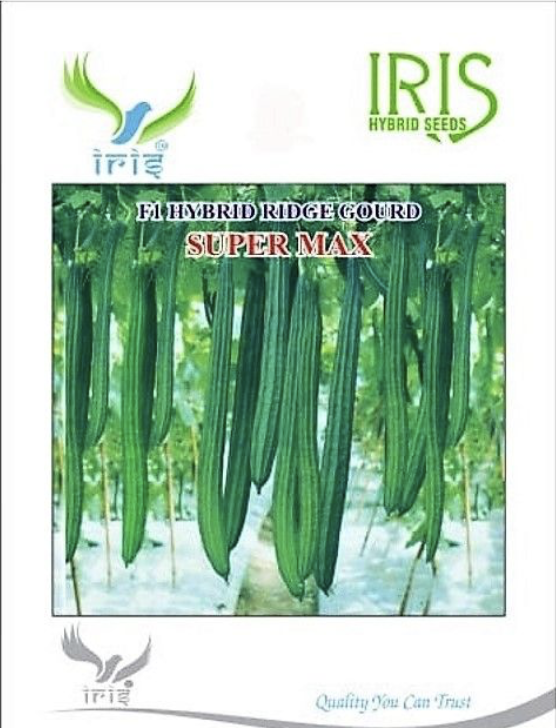 iris
IRIS
HYBRID SEEDS
F1 HYBRID RIDGE GOURD
SUPER MAX
iris
Quality You Can Trust